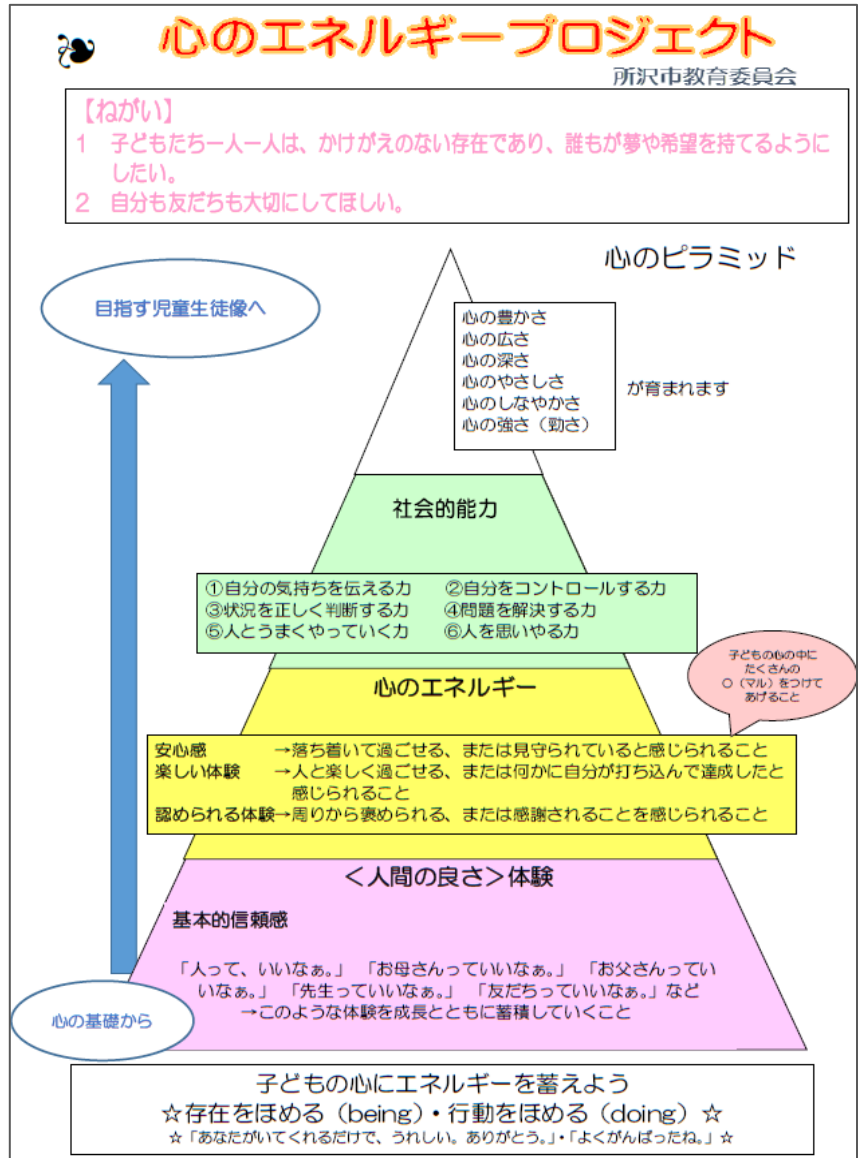 心のエネルギープロジェクト
所沢市教育委員会
【ねがい】
1 子どもたち一人一人は、かけがえのない存在であり、誰もが夢や希望を持てるように
したい。
2 自分も友だちも大切にしてほしい。
心のピラミッド
目指す児童生徒像へ
心の豊かさ
心の広さ
心の深さ
心のやさしさ
心のしなやかさ
心の強さ(勁さ)
が育まれます
社会的能力
①自分の気持ちを伝える力 ②自分をコントロールする力
③状況を正しく判断する力 ④問題を解決する力
⑤人とうまくやっていく力 ⑥人を思いやる力
子どもの心の中に
たくさんの
○(マル)をつけて
あげること
心のエネルギー
安心感 →落ち着いて過ごせる、または見守られていると感じられること
楽しい体験 →人と楽しく過ごせる、または何かに自分が打ち込んで達成したと
感じられること
認められる体験→周りから褒められる、または感謝されることを感じられること
<人間の良さ>体験
基本的信頼感
「人って、いいなぁ。」 「お母さんっていいなぁ。」 「お父さんってい
いなぁ。」 「先生っていいなぁ。」 「友だちっていいなぁ。」など
→このような体験を成長とともに蓄積していくこと
心の基礎から
子どもの心にエネルギーを蓄えよう
☆存在をほめる(being)・行動をほめる(doing)☆
☆「あなたがいてくれるだけで、うれしい。ありがとう。」・「よくがんばったね。」☆